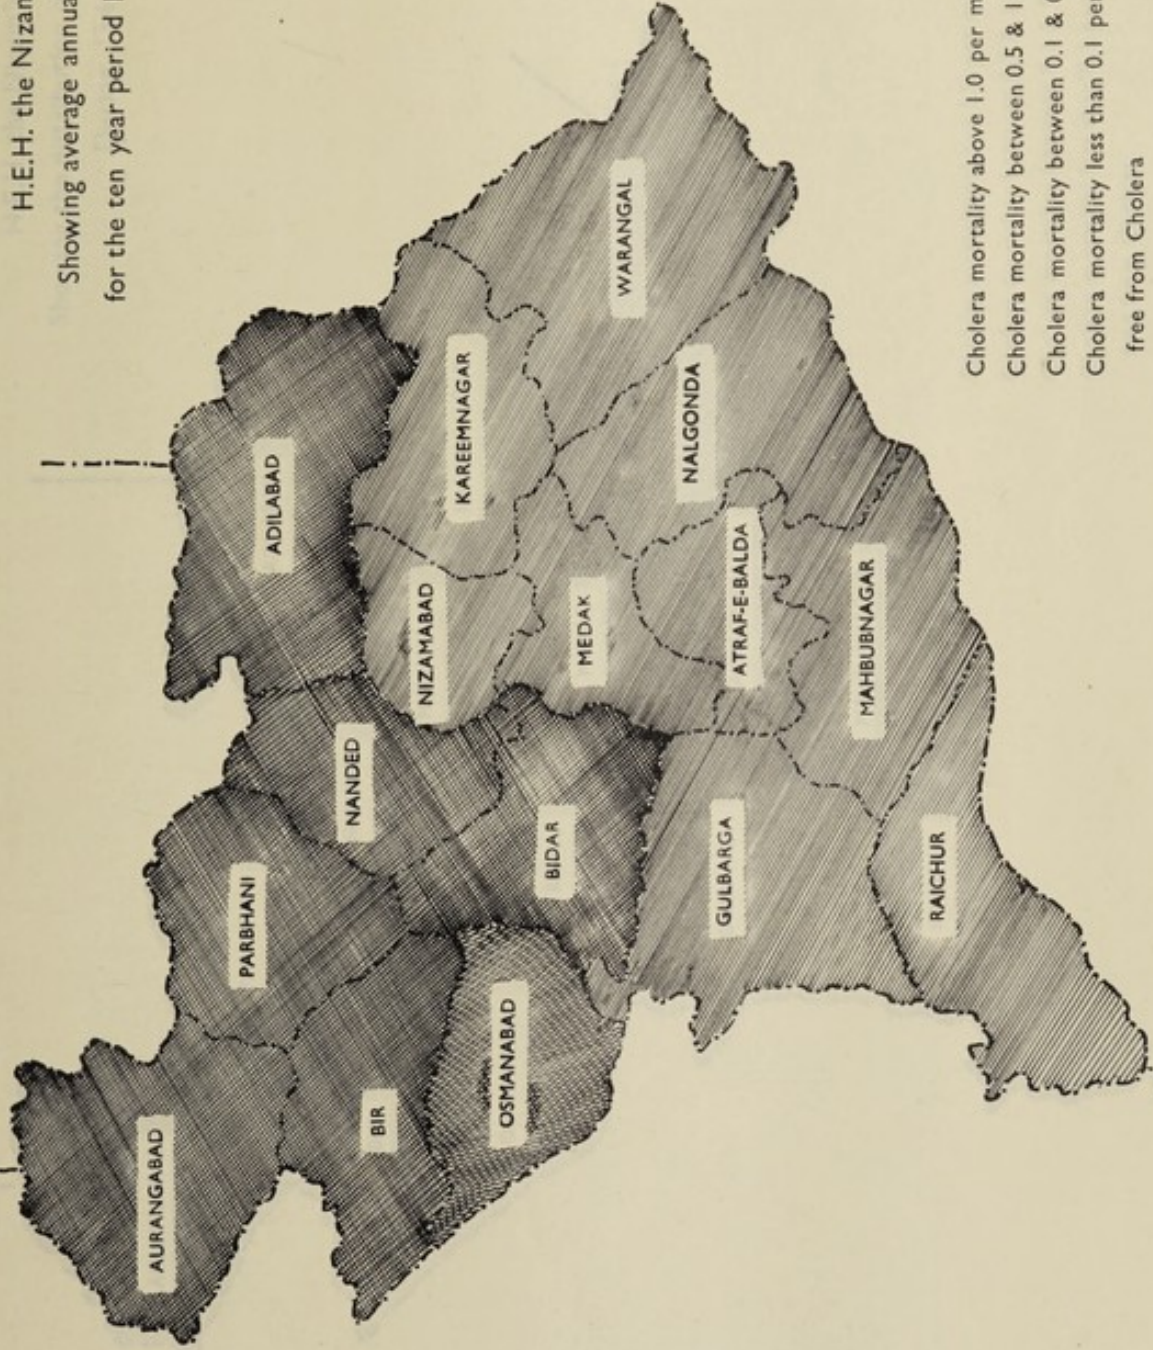 H.E.H. the Nizam
Showing average annua
for the ten year period
ADILABAD
AURANGABAD
PARBHANI
NANDED
NIZAMABAD
KAREEMNAGAR
BIR
OSMANABAD
BIDAR
MEDAK
WARANGAL
NALGONDA
GULBARGA
ATRAF-E-BALDA
MAHBUBNAGAR
RAICHUR
Cholera mortality above 1.0 per m
Cholera mortality between 0.5 & 1
Cholera mortality between 0.1 &
Cholera mortality less than 0.1 per
free from Cholera